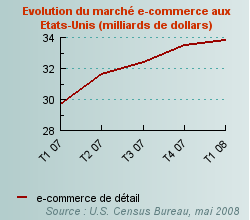 Evolution du marché e-commerce aux
Etats-Unis (milliards de dollars)
34
32
30
28
T1 07
T2 07
T3 07
T4 07
T1 08
e-commerce de détail
Source : U.S. Census Bureau, mai 2008